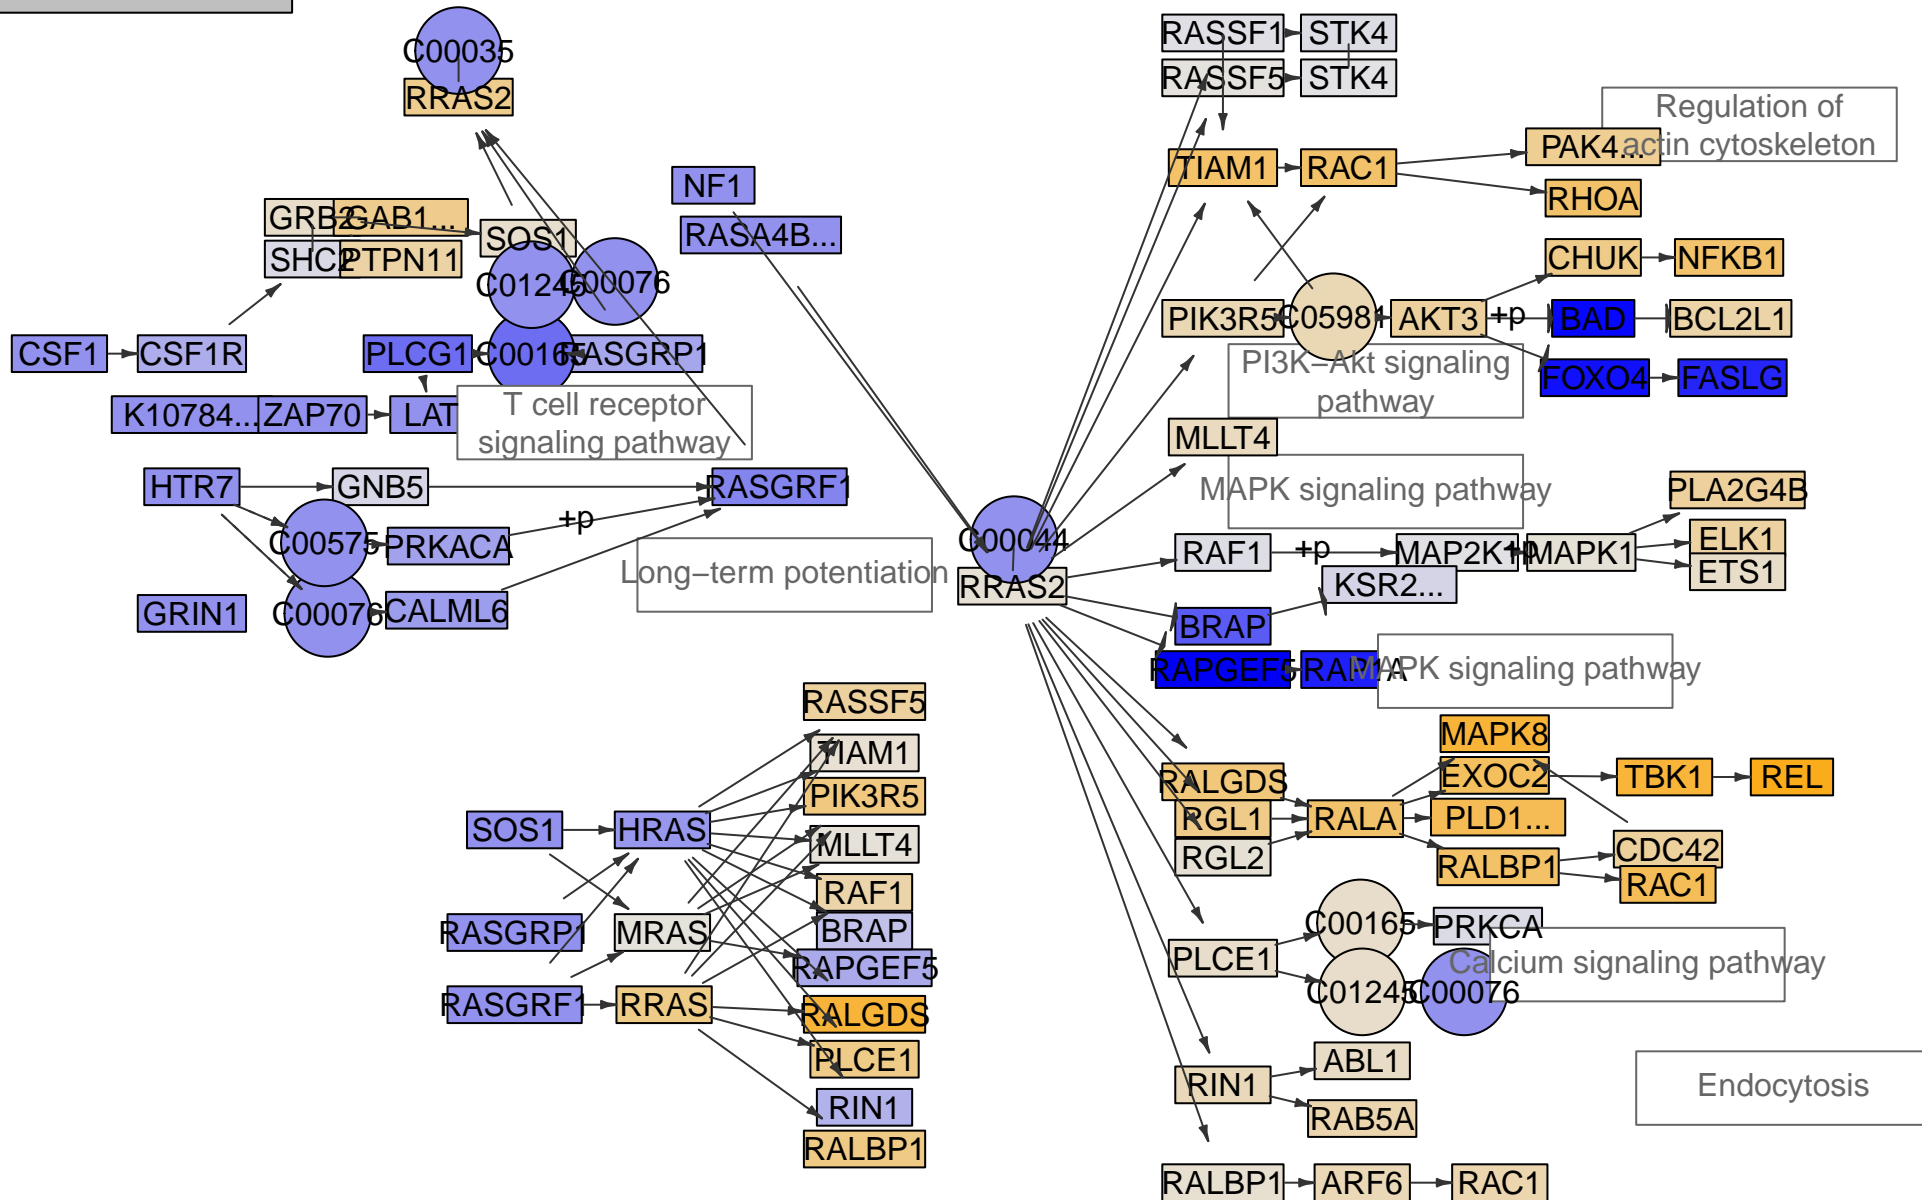 C00035
RRAS2
NF1
RASA4B...
GRB2
GAB1...
SHC2
PTPN11
SOS1
C01245
C00076
CSF1
CSF1R
PLCG1
C00165
RASGRP1
K10784...
ZAP70
LAT
T cell receptor
signaling pathway
HTR7
GNB5
RASGRF1
C00575
PRKACA
+p
GRIN1
C00076
CALML6
Long−term potentiation
C00044
RRAS2
RASSF1
STK4
RASSF5
STK4
Regulation of
actin cytoskeleton
PAK4...
TIAM1
RAC1
RHOA
CHUK
NFKB1
PIK3R5
C05981
AKT3
+p
BAD
BCL2L1
PI3K−Akt signaling
pathway
FOXO4
FASLG
MLLT4
MAPK signaling pathway
PLA2G4B
RAF1
+p
MAP2K1
+p
MAPK1
ELK1
ETS1
KSR2...
BRAP
RAPGEF5
RAP1A
MAPK signaling pathway
RASSF5
TIAM1
PIK3R5
SOS1
HRAS
MLLT4
RAF1
RASGRP1
MRAS
BRAP
RAPGEF5
RASGRF1
RRAS
RALGDS
PLCE1
RIN1
RALBP1
MAPK8
RALGDS
EXOC2
TBK1
REL
RGL1
RALA
PLD1...
RGL2
RALBP1
CDC42
RAC1
C00165
PRKCA
PLCE1
Calcium signaling pathway
C01245
C00076
RIN1
ABL1
RAB5A
Endocytosis
RALBP1
ARF6
RAC1